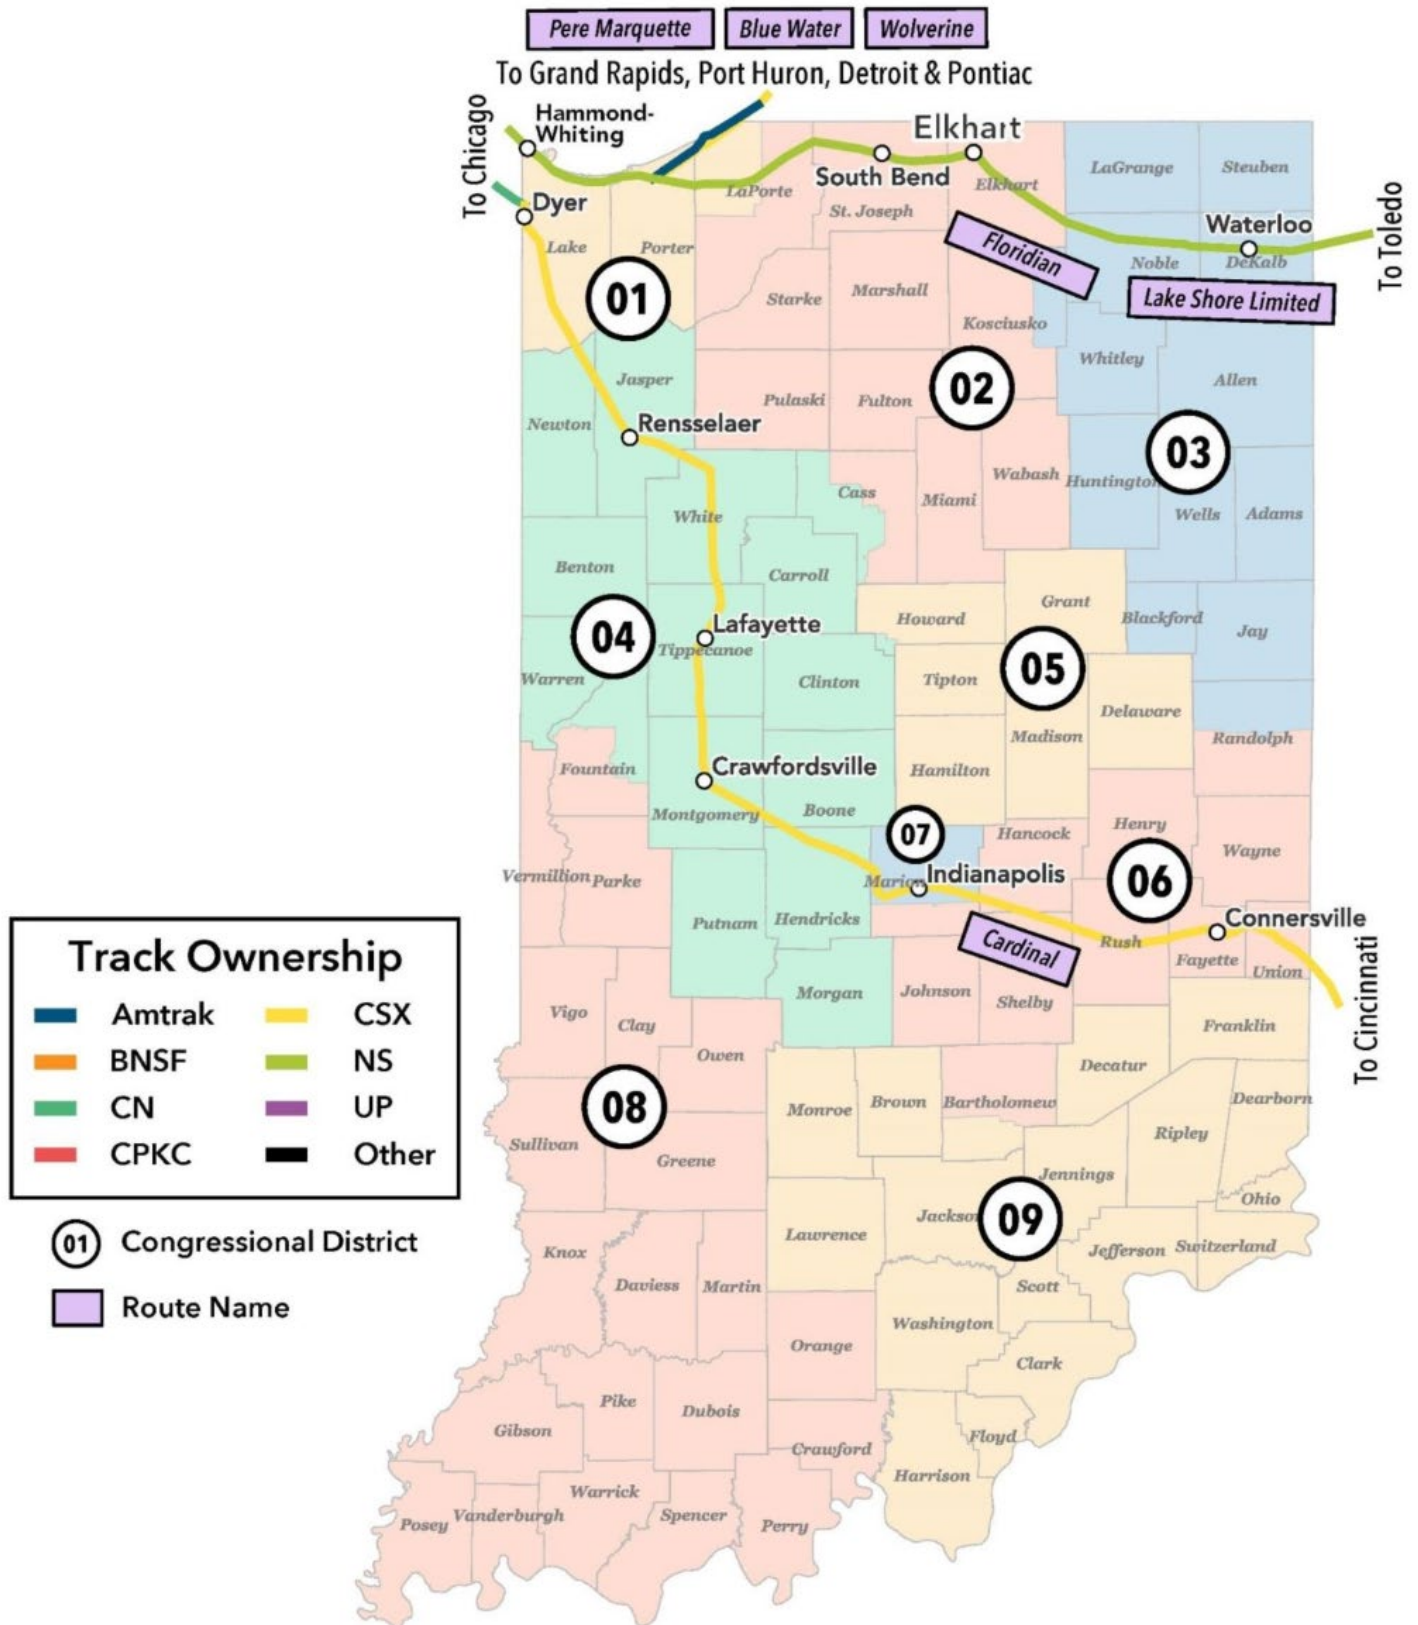 Pere Marquette
Blue Water
Wolverine
To Grand Rapids, Port Huron, Detroit & Pontiac
To Chicago
Hammond-
Whiting
Elkhart
South Bend
Dyer
Waterloo
To Toledo
LaGrange
Steuben
LaPorte
Elkhart
St. Joseph
Lake
Porter
Floridian
Noble
DeKalb
Lake Shore Limited
01
Starke
Marshall
Kosciusko
Whitley
Jasper
Allen
Newton
Pulaski
Fulton
02
Rensselaer
03
White
Cass
Miami
Wabash
Huntington
Wells
Adams
Benton
Carroll
Howard
Grant
Blackford
Jay
04
Lafayette
Tippecanoe
Warren
Clinton
Tipton
05
Delaware
Fountain
Madison
Randolph
Crawfordsville
Hamilton
Montgomery
Boone
07
Hancock
Henry
Wayne
Vermillion
Parke
Marion
Indianapolis
06
Putnam
Hendricks
Cardinal
Rush
Connersville
Fayette
Union
To Cincinnati
Morgan
Johnson
Shelby
Vigo
Clay
Owen
Franklin
Decatur
08
Monroe
Brown
Bartholomew
Dearborn
Sullivan
Greene
Ripley
Jennings
Ohio
Lawrence
Jackson
09
Jefferson
Switzerland
Knox
Daviess
Martin
Scott
Washington
Orange
Clark
Pike
Dubois
Gibson
Crawford
Floyd
Harrison
Warrick
Posey
Vanderburgh
Spencer
Perry
Track Ownership
Amtrak
CSX
BNSF
NS
CN
UP
CPKC
Other
01
Congressional District
Route Name